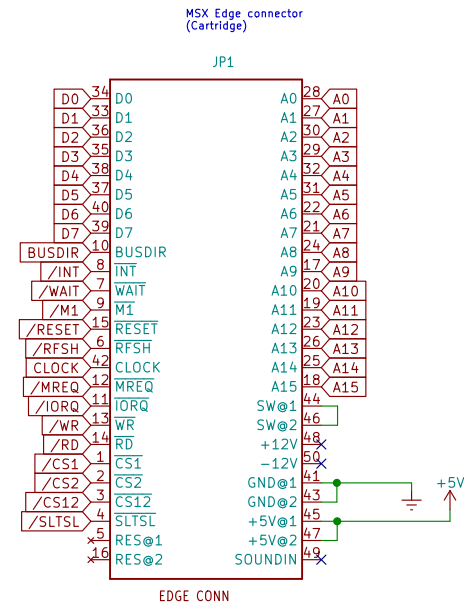 MSX Edge connector
(Cartridge)
JP1
D0 34 D0 A0 28 A0
D1 33 D1 A1 27 A1
D2 36 D2 A2 30 A2
D3 35 D3 A3 29 A3
D4 38 D4 A4 32 A4
D5 37 D5 A5 31 A5
D6 40 D6 A6 22 A6
D7 39 D7 A7 21 A7
BUSDIR 10 BUSDIR A8 24 A8
/INT 8 INT A9 17 A9
/WAIT 7 WAIT A10 20 A10
/M1 9 M1 A11 19 A11
/RESET 15 RESET A12 23 A12
/RFSH 6 RFSH A13 26 A13
CLOCK 42 CLOCK A14 25 A14
/MREQ 12 MREQ A15 18 A15
/IORQ 11 IORQ SW@1 44
/WR 13 WR SW@2 46
/RD 14 RD +12V 48
/CS1 1 CS1 -12V 50
/CS2 2 CS2 GND@1 41 +5V
/CS12 3 CS12 GND@2 43
/SLTSL 4 SLTSL +5V@1 45
5 RES@1 +5V@2 47
16 RES@2 SOUNDIN 49
EDGE CONN